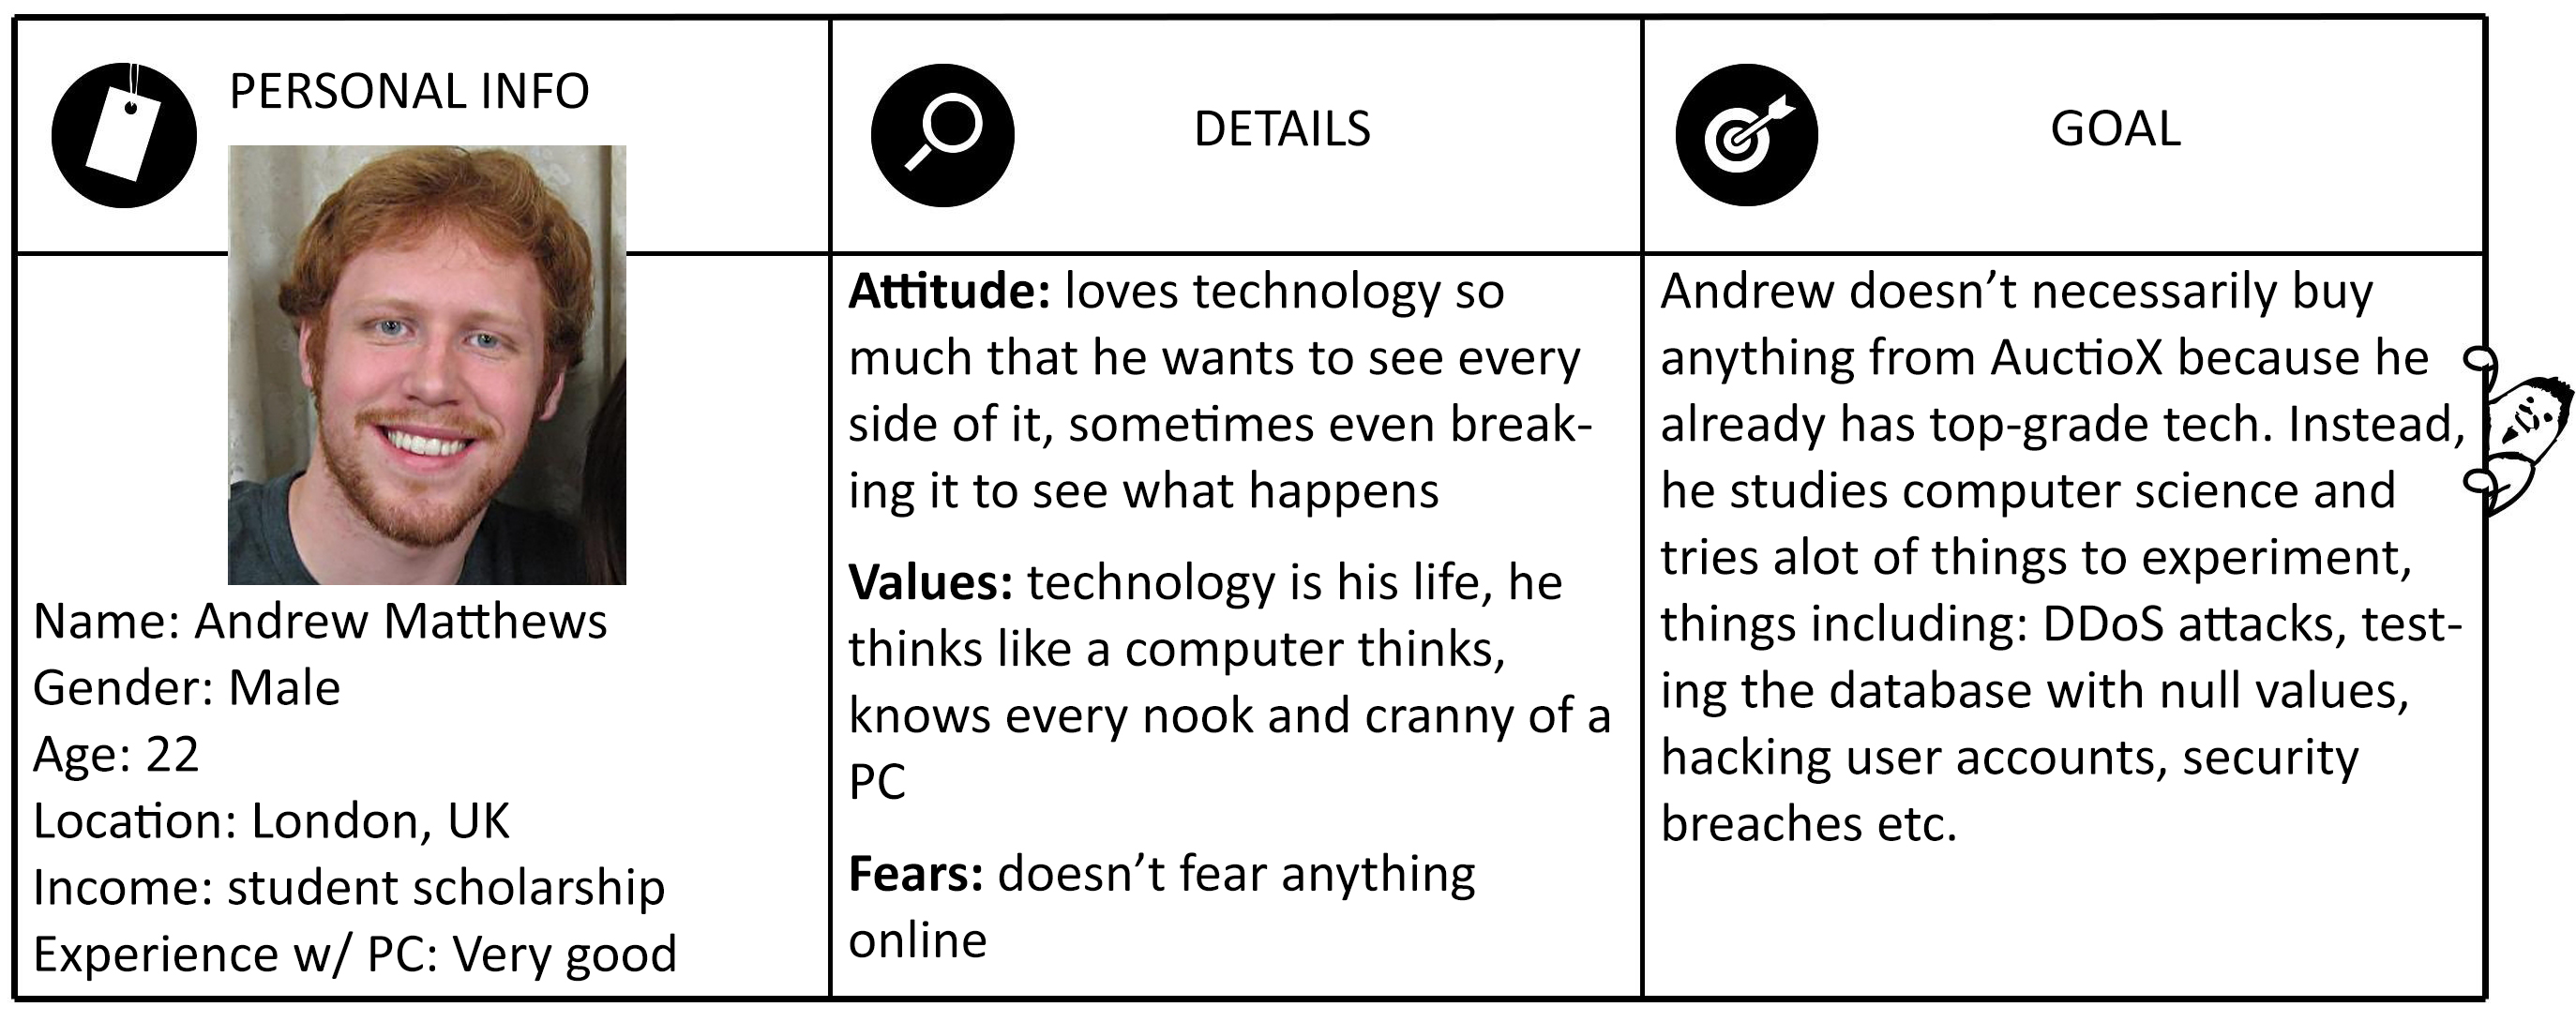 PERSONAL INFO
Name: Andrew Matthews
Gender: Male
Age: 22
Location: London, UK
Income: student scholarship
Experience w/ PC: Very good
DETAILS
Attitude: loves technology so
much that he wants to see every
side of it, sometimes even break-
ing it to see what happens
Values: technology is his life, he
thinks like a computer thinks,
knows every nook and cranny of a
PC
Fears: doesn’t fear anything
online
GOAL
Andrew doesn’t necessarily buy
anything from AuctioX because he
already has top-grade tech. Instead,
he studies computer science and
tries alot of things to experiment,
things including: DDoS attacks, test-
ing the database with null values,
hacking user accounts, security
breaches etc.